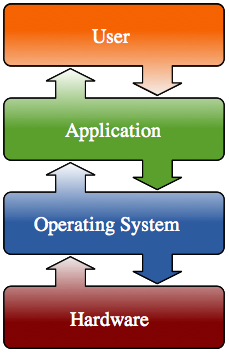 User
Application
Operating System
Hardware